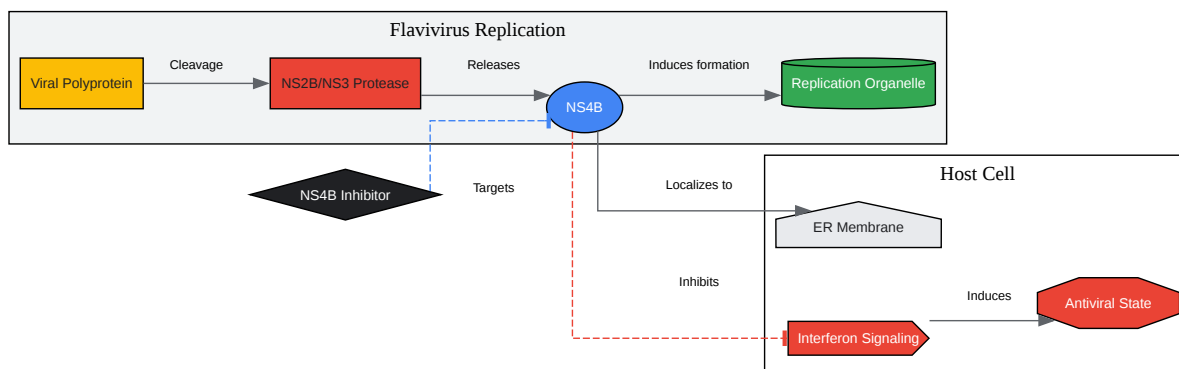 Flavivirus Replication
Cleavage
Releases
Induces formation
Viral Polyprotein
NS2B/NS3 Protease
NS4B
Replication Organelle
Host Cell
NS4B Inhibitor
Targets
Localizes to
ER Membrane
Inhibits
Induces
Antiviral State
Interferon Signaling